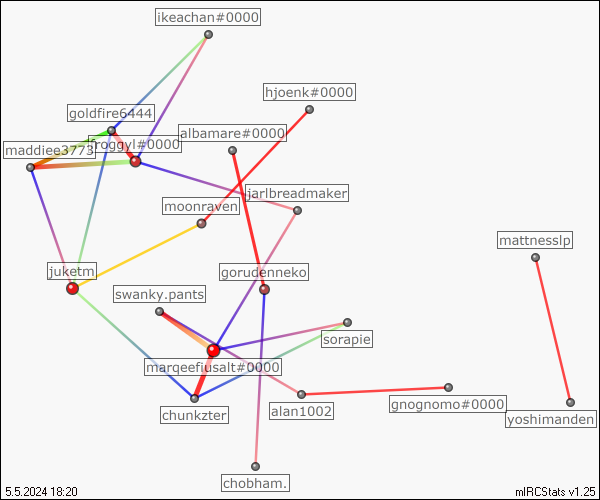 ikeachan#0000
hjoenk#0000
goldfire6444
albamare#0000
froggyl#0000
maddiee3773
jarlbreadmaker
moonraven
mattnesslp
juketm
gorudenneko
swanky.pants
sorapie
marqeefiusalt#0000
alan1002
gnognomo#0000
chunkzter
yoshimanden
chobham.
5.5.2024 18:20
mIRCStats v1.25